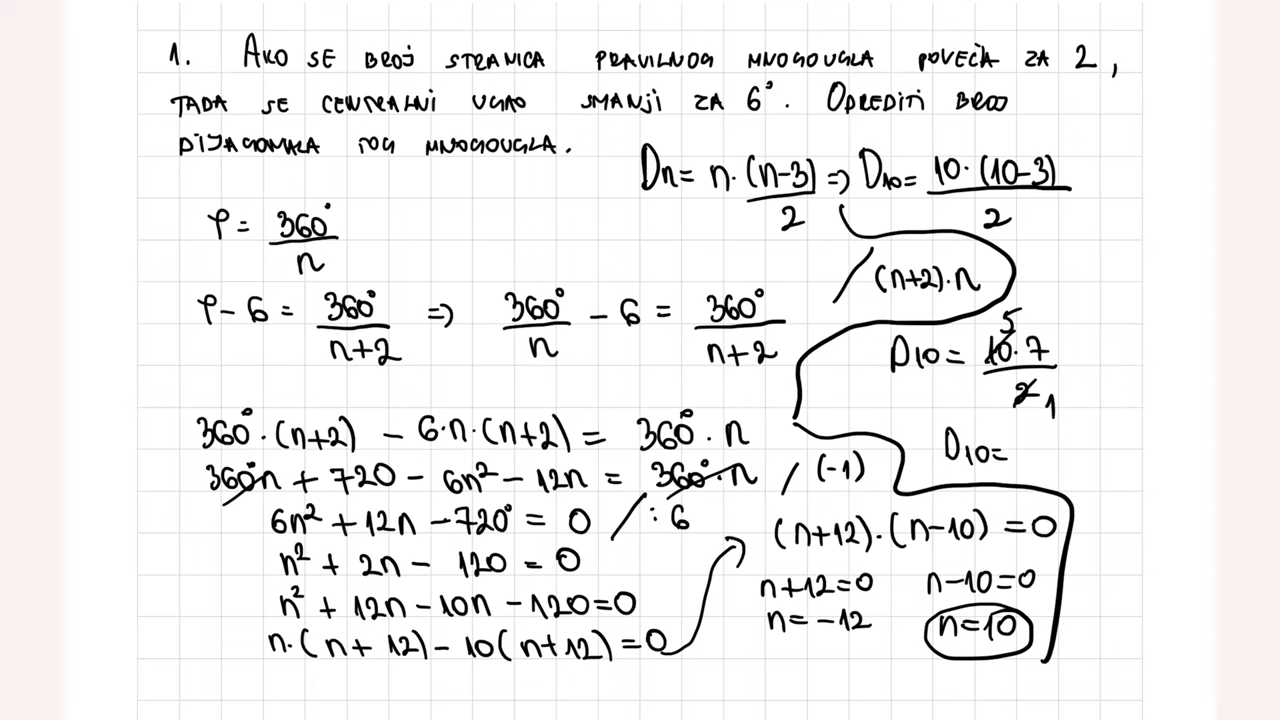 1. AKO SE BROJ STRANICA PRAVILNOG MNOGOUGLA POVEĆA ZA 2,
TADA SE CENTRALNI UGAO SMANJI ZA 6°. ODREDITI BROJ
DIJAGONALA TOG MNOGOUGLA.
Dn = n · (n-3)/2 => D10 = 10 · (10-3)/2
φ = 360°/n
/ (n+2) · n
φ - 6 = 360°/(n+2) => 360°/n - 6 = 360°/(n+2)
D10 = 10 · 7/2 5 1
360° · (n+2) - 6 · n · (n+2) = 360° · n
D10 =
360°n + 720 - 6n² - 12n = 360° · n / (-1)
6n² + 12n - 720° = 0 / : 6
n² + 2n - 120 = 0
n² + 12n - 10n - 120 = 0
n · (n + 12) - 10(n + 12) = 0
(n+12) · (n-10) = 0
n+12=0 n-10=0
n = -12 n=10